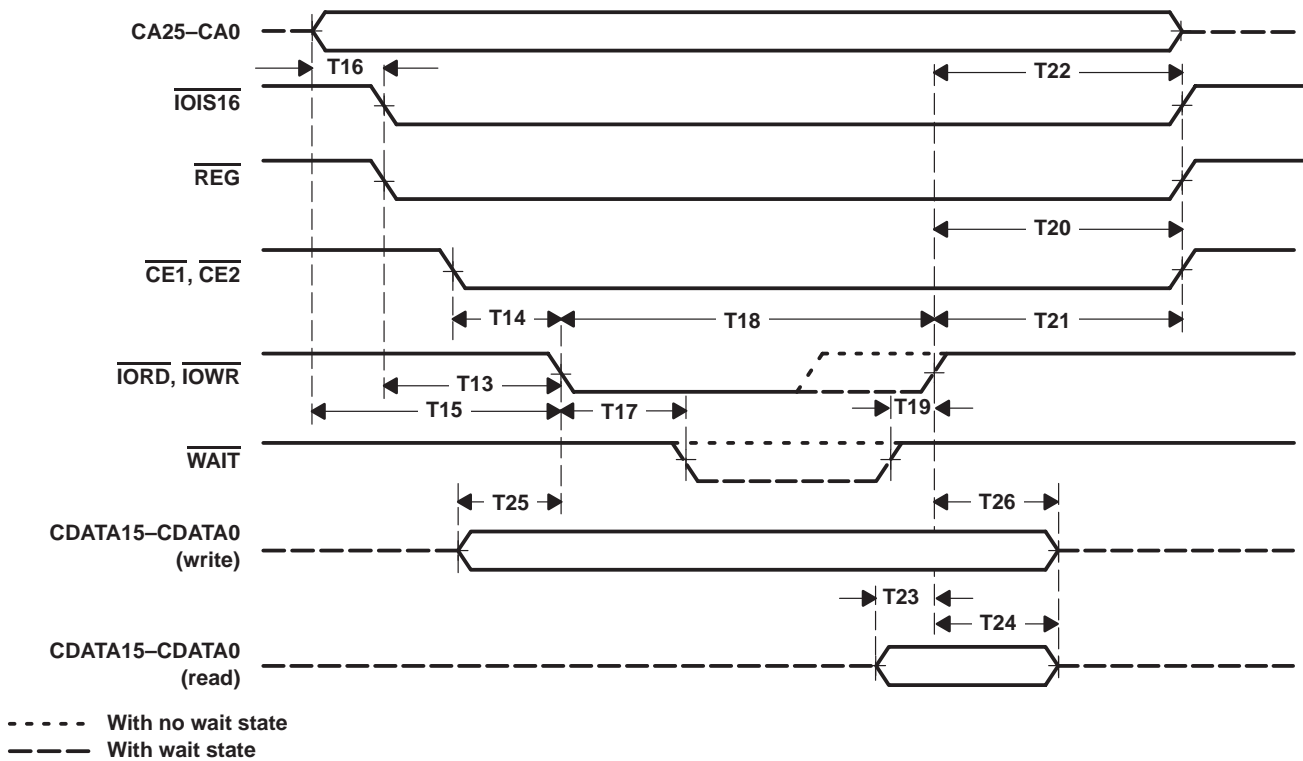 CA25–CA0
T16
T22
IOIS16
REG
T20
CE1, CE2
T14
T18
T21
IORD, IOWR
T13
T19
T15
T17
WAIT
T25
T26
CDATA15–CDATA0
(write)
T23
T24
CDATA15–CDATA0
(read)
With no wait state
With wait state